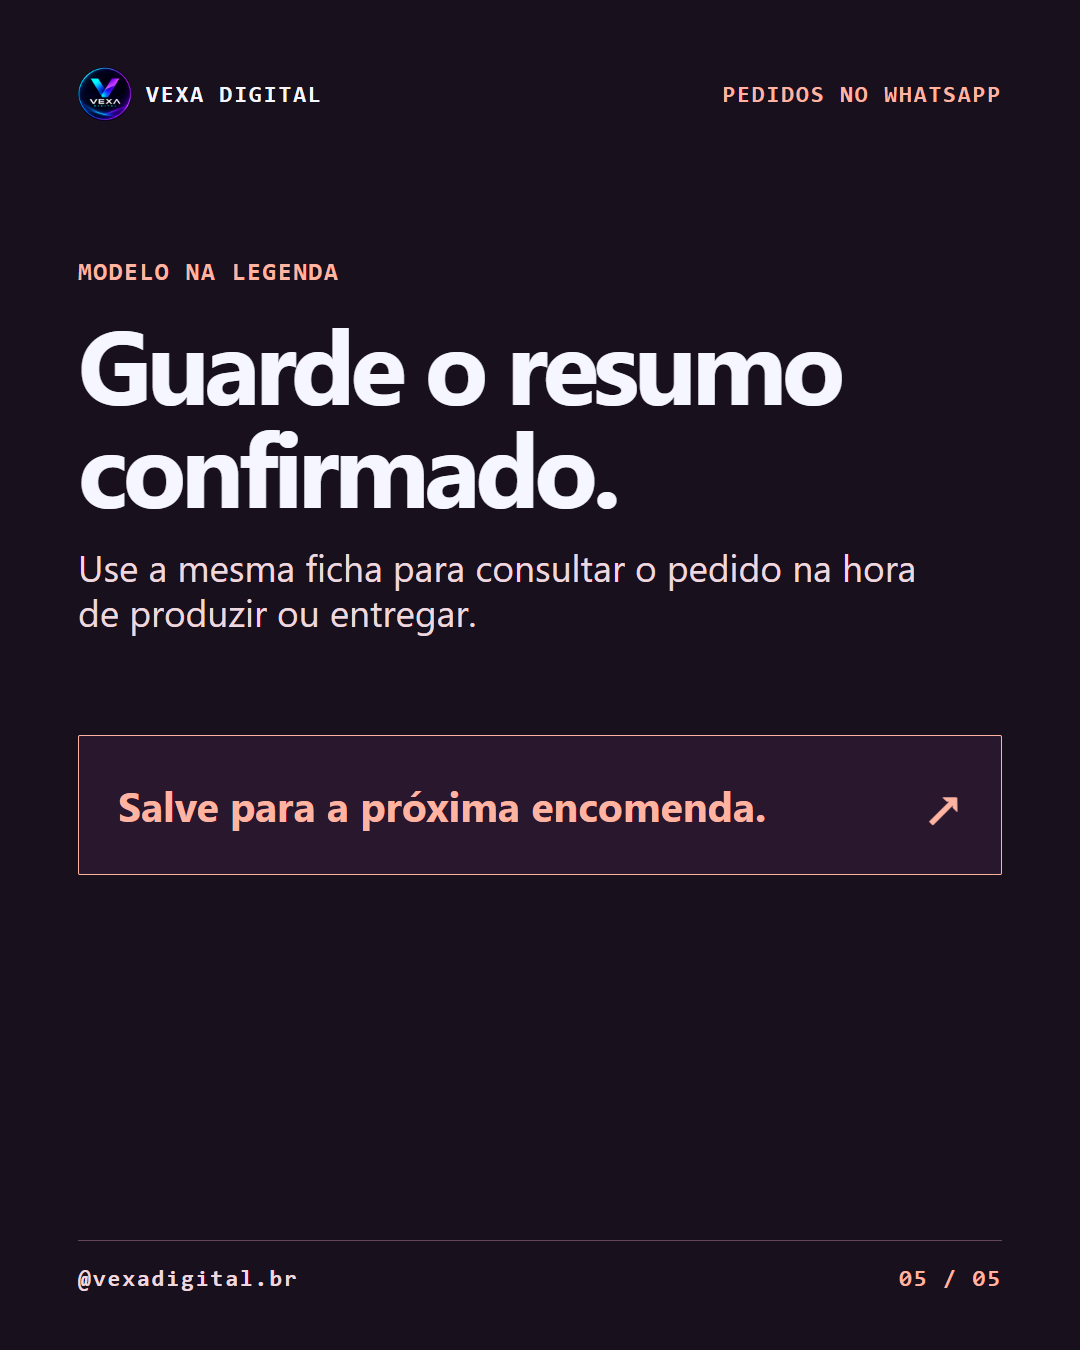 VEXA
VEXA DIGITAL
PEDIDOS NO WHATSAPP
MODELO NA LEGENDA
Guarde o resumo
confirmado.
Use a mesma ficha para consultar o pedido na hora
de produzir ou entregar.
Salve para a próxima encomenda.
@vexadigital.br
05 / 05